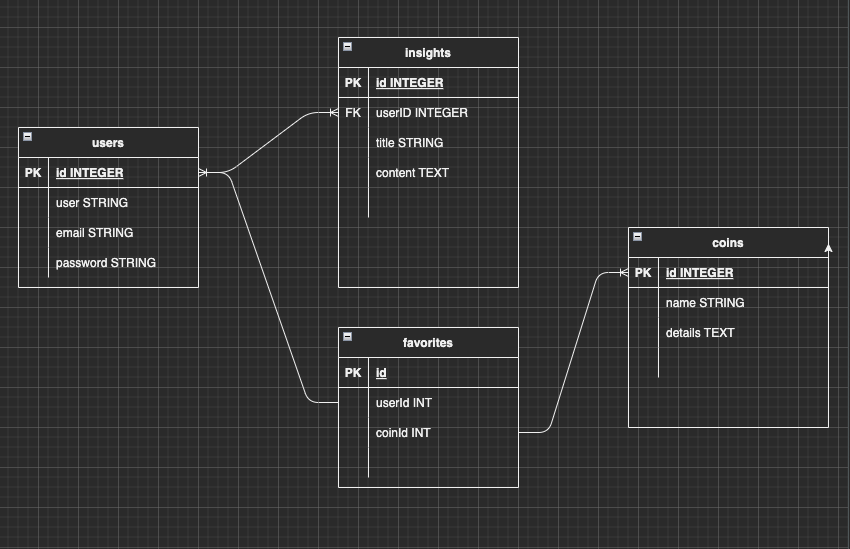 insights
PK id INTEGER
FK userID INTEGER
title STRING
content TEXT
users
PK id INTEGER
user STRING
email STRING
password STRING
coins
PK id INTEGER
name STRING
details TEXT
favorites
PK id
userId INT
coinId INT